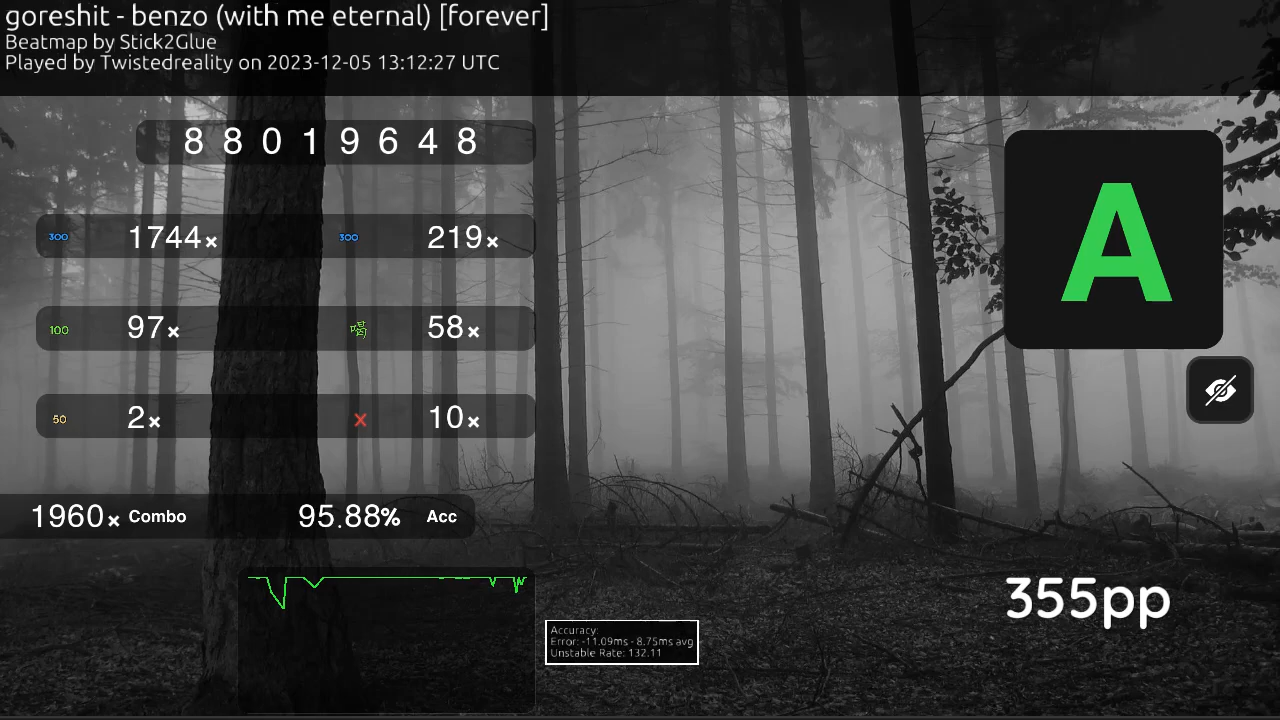 goreshit - benzo (with me eternal) [forever]
Beatmap by Stick2Glue
Played by Twistedreality on 2023-12-05 13:12:27 UTC
88019648
300 1744x 300 219x
A
100 97x 喝 58x
50 2x X 10x
1960x Combo 95.88% Acc
355pp
Accuracy:
Error: -11.09ms - 8.75ms avg
Unstable Rate: 132.11